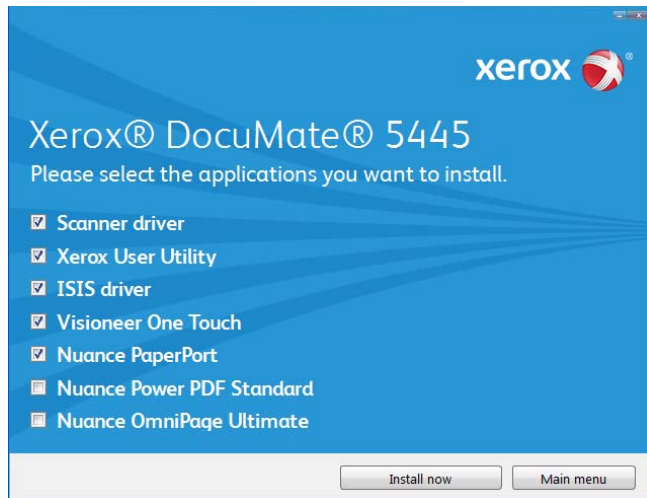 xerox
Xerox® DocuMate® 5445
Please select the applications you want to install.
Scanner driver
Xerox User Utility
ISIS driver
Visioneer One Touch
Nuance PaperPort
Nuance Power PDF Standard
Nuance OmniPage Ultimate
Install now Main menu